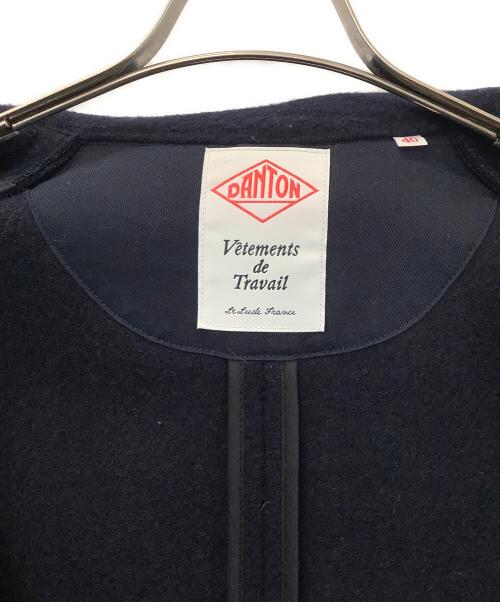 DANTON
Vêtements
de
Travail
Le Lude France
40